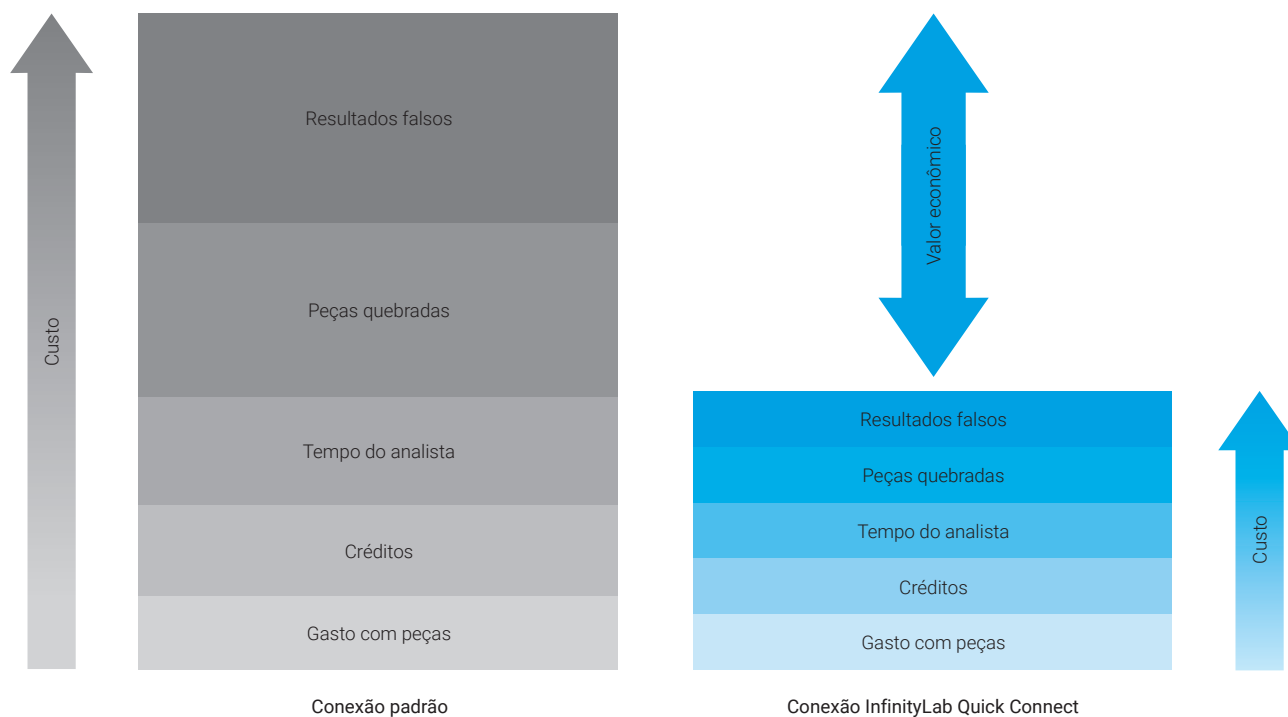 Custo
Resultados falsos
Peças quebradas
Tempo do analista
Créditos
Gasto com peças
Conexão padrão
Valor econômico
Resultados falsos
Peças quebradas
Tempo do analista
Créditos
Gasto com peças
Custo
Conexão InfinityLab Quick Connect